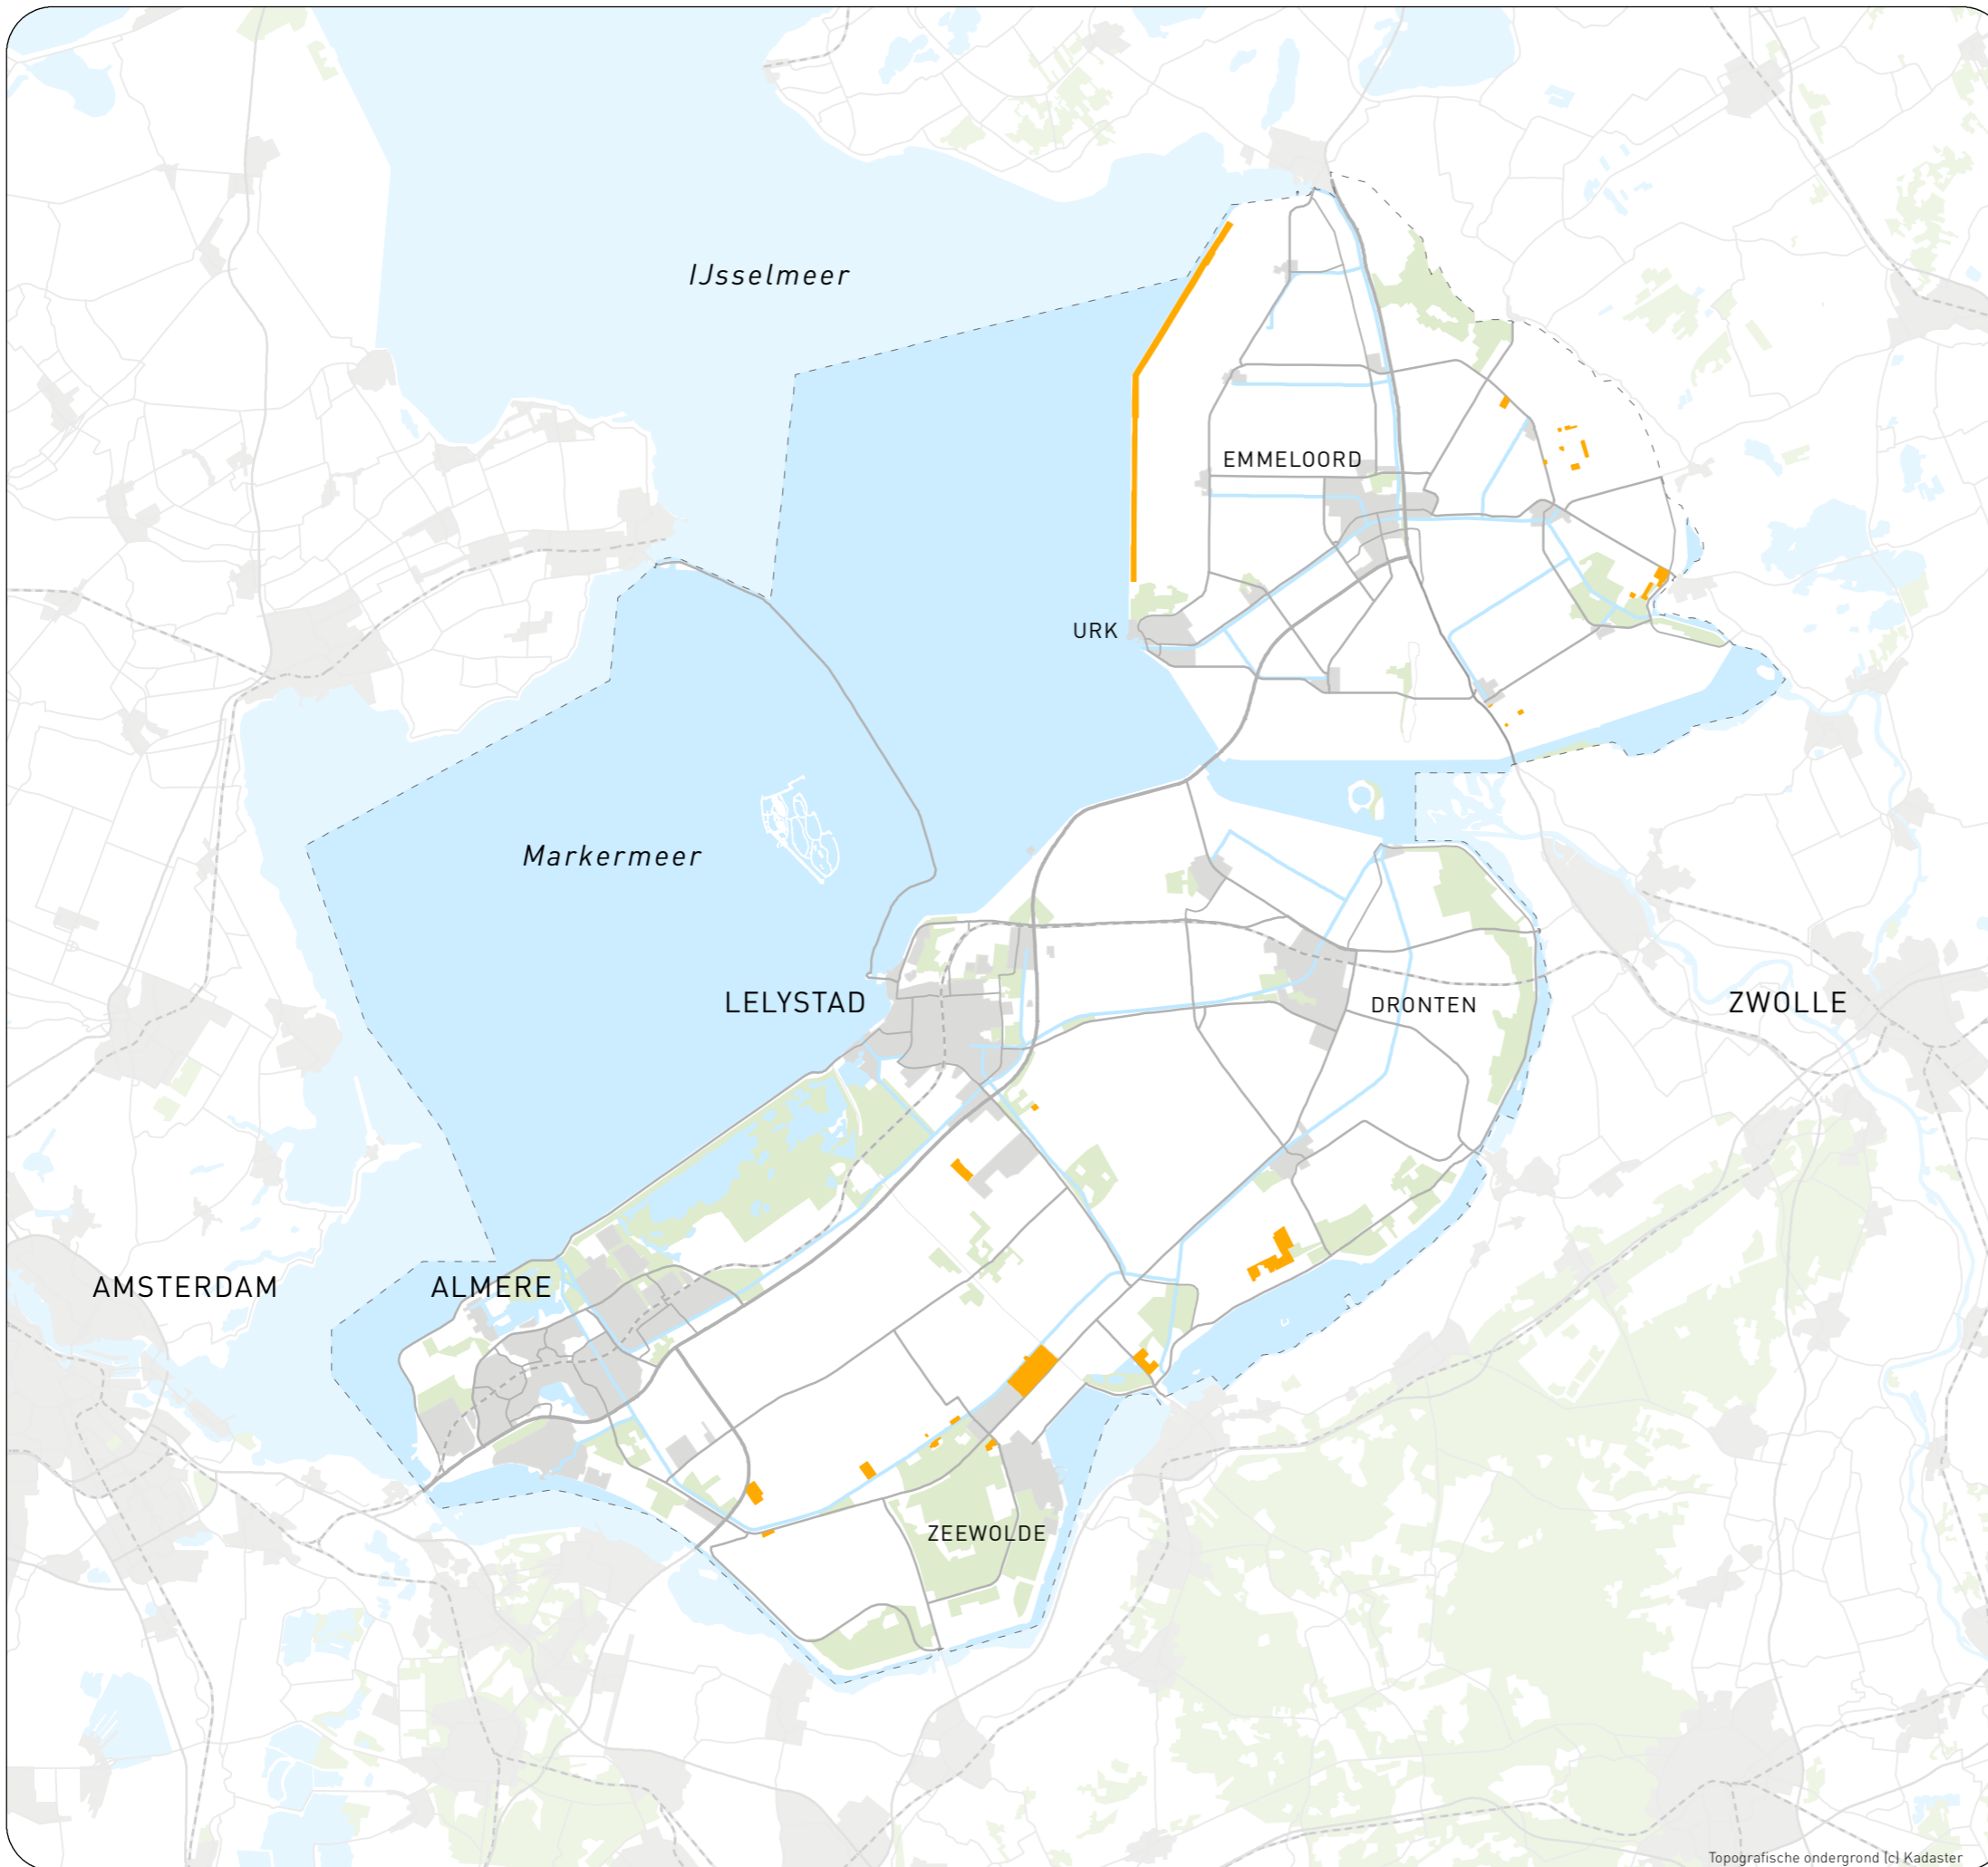 IJsselmeer
EMMELOORD
URK
Markermeer
LELYSTAD
DRONTEN
ZWOLLE
AMSTERDAM
ALMERE
ZEEWOLDE
Topografische ondergrond (c) Kadaster